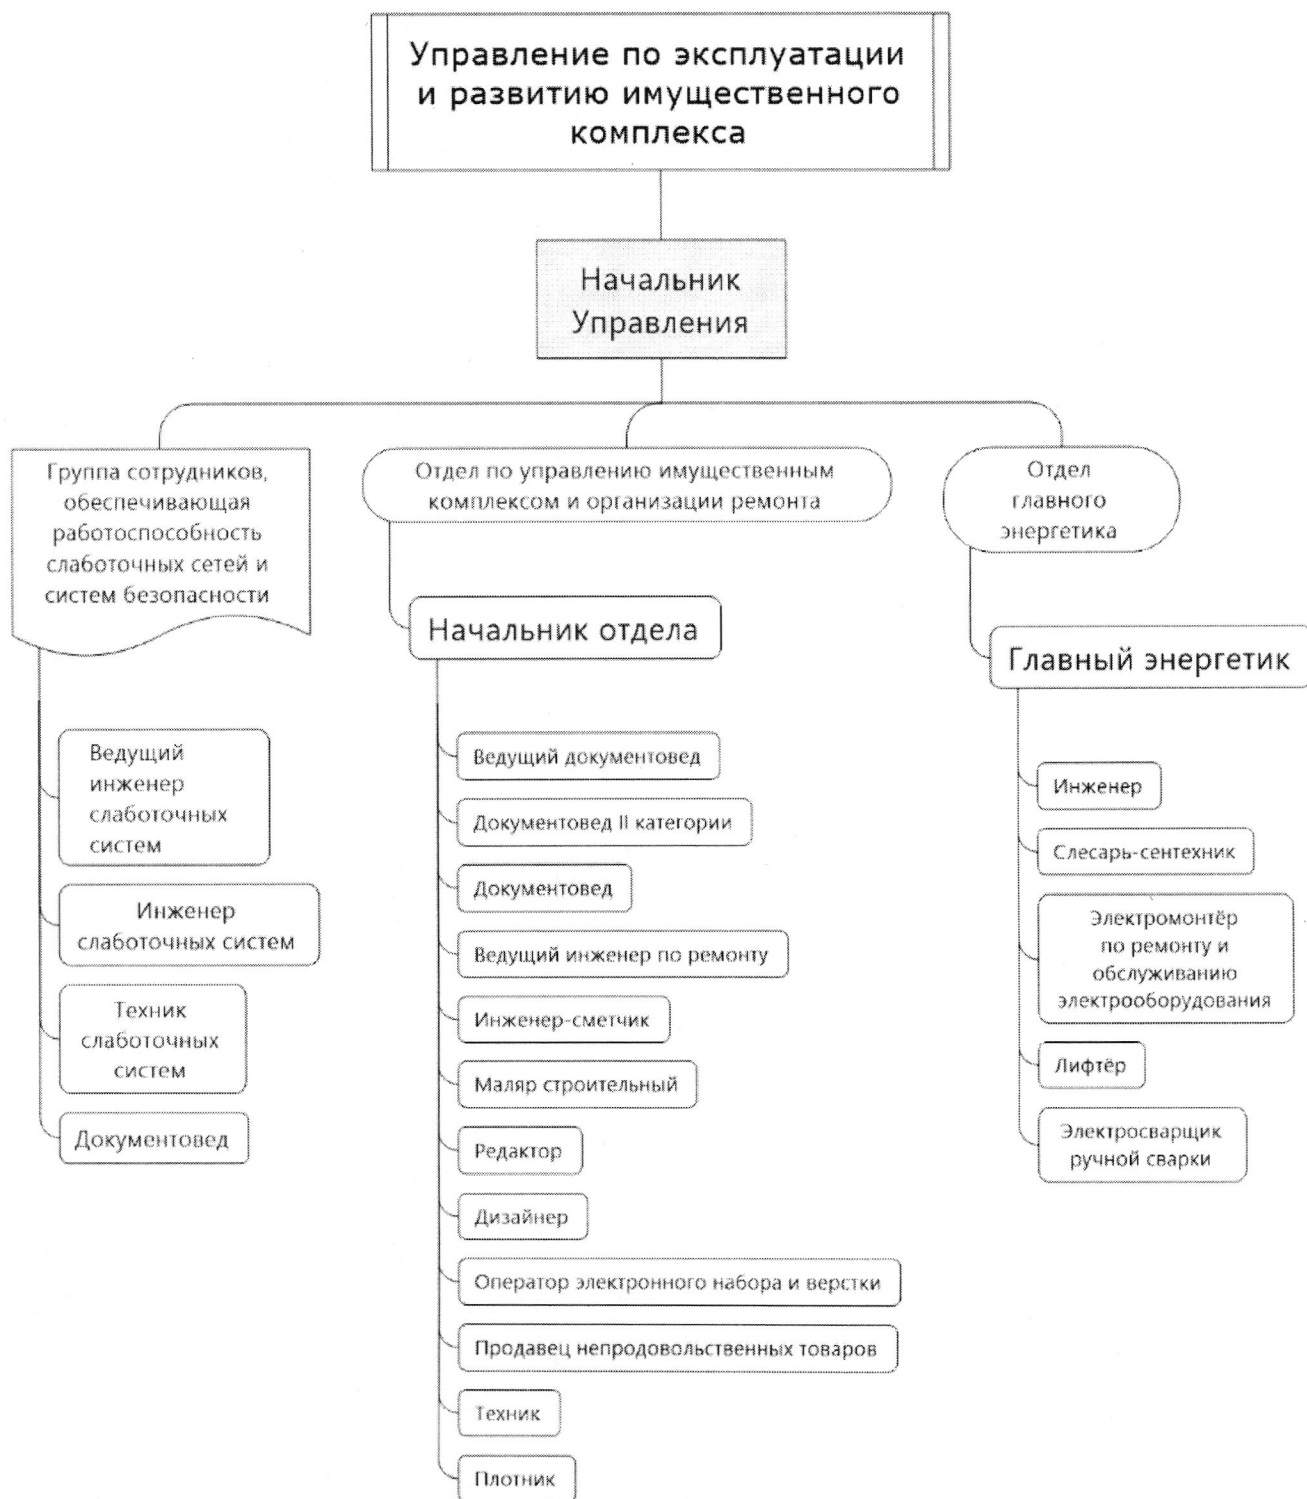 Управление по эксплуатации
и развитию имущественного
комплекса
Начальник
Управления
Группа сотрудников,
обеспечивающая
работоспособность
слаботочных сетей и
систем безопасности
Ведущий
инженер
слаботочных
систем
Инженер
слаботочных систем
Техник
слаботочных
систем
Документовед
Отдел по управлению имущественным
комплексом и организации ремонта
Начальник отдела
Ведущий документовед
Документовед II категории
Документовед
Ведущий инженер по ремонту
Инженер-сметчик
Маляр строительный
Редактор
Дизайнер
Оператор электронного набора и верстки
Продавец непродовольственных товаров
Техник
Плотник
Отдел
главного
энергетика
Главный энергетик
Инженер
Слесарь-сентехник
Электромонтёр
по ремонту и
обслуживанию
электрооборудования
Лифтёр
Электросварщик
ручной сварки